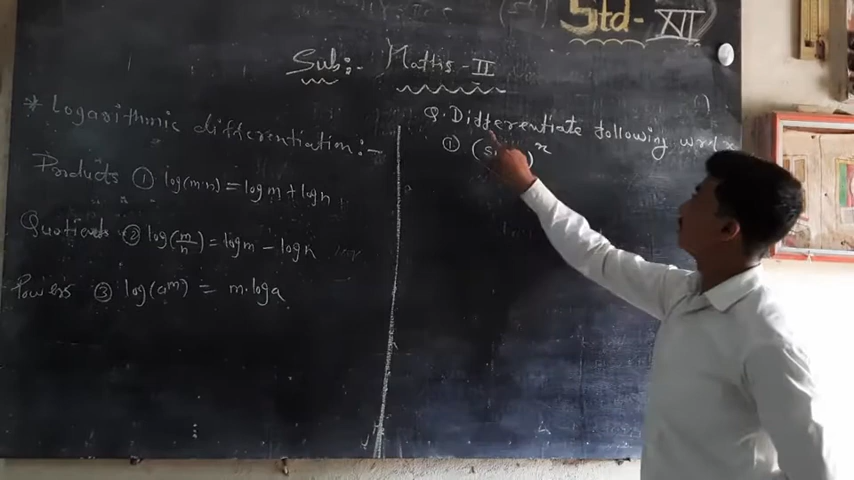 Std- XII
Sub:- Maths-II
* Logarithmic differentiation:-
Products ① log(m·n) = log m + log n
Quotients ② log(m/n) = log m - log n
Powers ③ log(a^m) = m·log a
Q. Differentiate following w.r.t.x
① (s )^x